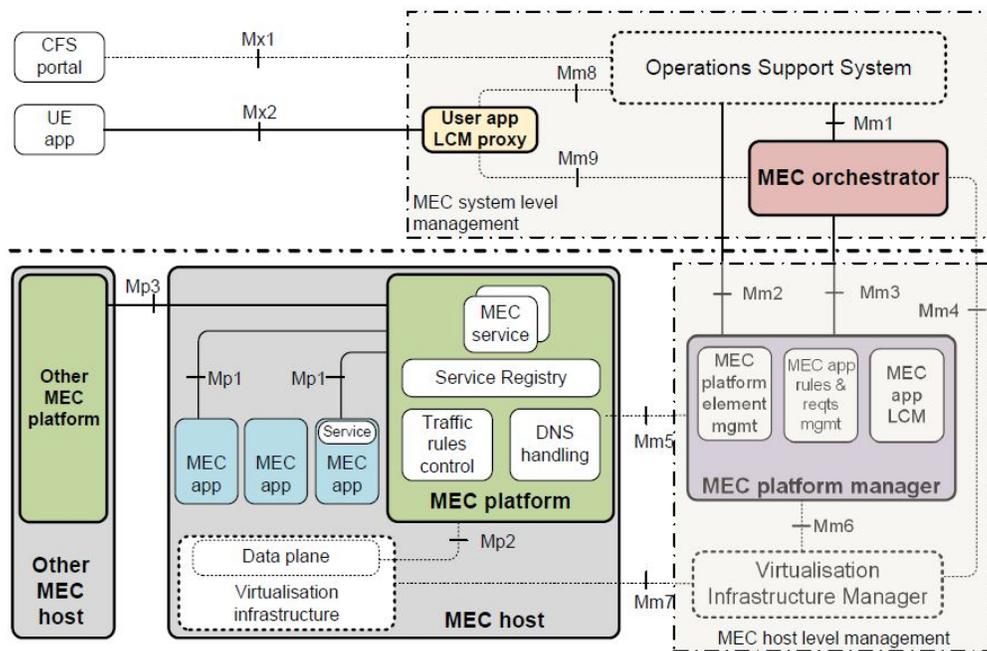 CFS
portal
Mx1
Operations Support System
Mm8
UE
app
Mx2
User app
LCM proxy
Mm1
Mm9
MEC orchestrator
MEC system level
management
Mp3
Mm2
Mm3
Mm4
Other
MEC
platform
MEC
service
Mp1
Mp1
Service Registry
MEC
platform
element
mgmt
MEC app
rules &
reqts
mgmt
MEC
app
LCM
Service
MEC
app
MEC
app
MEC
app
Traffic
rules
control
DNS
handling
Mm5
MEC platform
MEC platform manager
Mp2
Mm6
Other
MEC
host
Data plane
Virtualisation
infrastructure
MEC host
Mm7
Virtualisation
Infrastructure Manager
MEC host level management